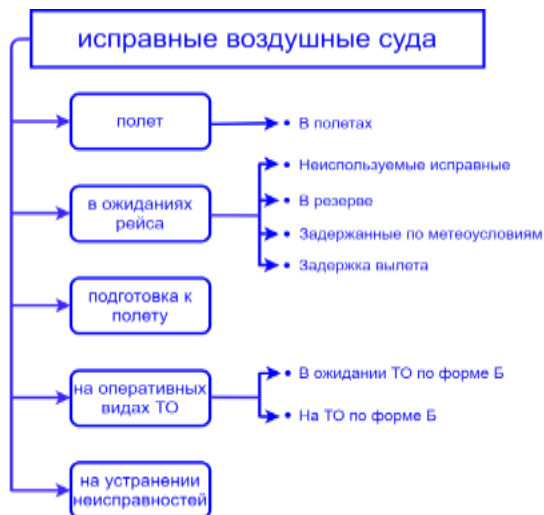 исправные воздушные суда
полет
• В полетах
в ожиданиях
рейса
• Неиспользуемые исправные
• В резерве
• Задержанные по метеоусловиям
• Задержка вылета
подготовка к
полету
на оперативных
видах ТО
• В ожидании ТО по форме Б
• На ТО по форме Б
на устранении
неисправностей